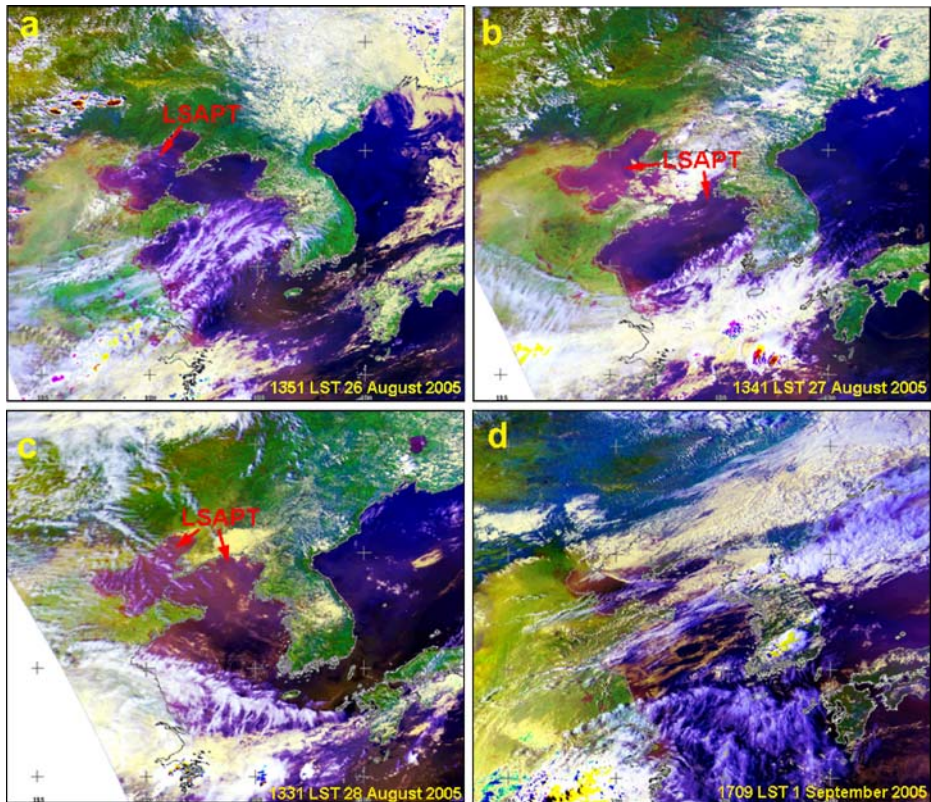 a
LSAPT
1351 LST 26 August 2005
b
LSAPT
1341 LST 27 August 2005
c
LSAPT
1331 LST 28 August 2005
d
1709 LST 1 September 2005